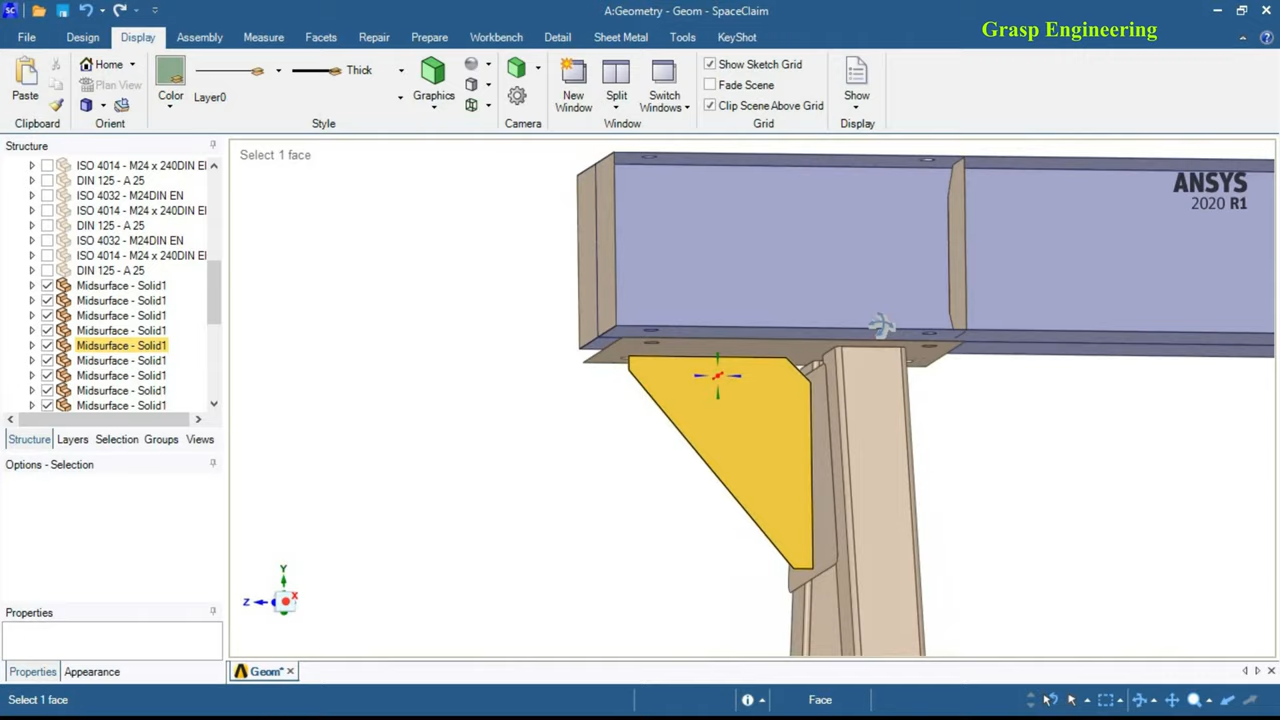 A:Geometry - Geom - SpaceClaim
Grasp Engineering
File Design Display Assembly Measure Facets Repair Prepare Workbench Detail Sheet Metal Tools KeyShot
Home
Plan View
Paste
Color
Layer0
Thick
Graphics
New Window
Split
Switch Windows
Show Sketch Grid
Fade Scene
Clip Scene Above Grid
Show
Clipboard Orient Style Camera Window Grid Display
Structure
Select 1 face
ANSYS
2020 R1
ISO 4014 - M24 x 240DIN EI
DIN 125 - A 25
ISO 4032 - M24DIN EN
ISO 4014 - M24 x 240DIN EI
DIN 125 - A 25
ISO 4032 - M24DIN EN
ISO 4014 - M24 x 240DIN EI
DIN 125 - A 25
Midsurface - Solid1
Midsurface - Solid1
Midsurface - Solid1
Midsurface - Solid1
Midsurface - Solid1
Midsurface - Solid1
Midsurface - Solid1
Midsurface - Solid1
Midsurface - Solid1
Structure Layers Selection Groups Views
Options - Selection
Y
Z
X
Properties
Properties Appearance
Geom*
Select 1 face
Face